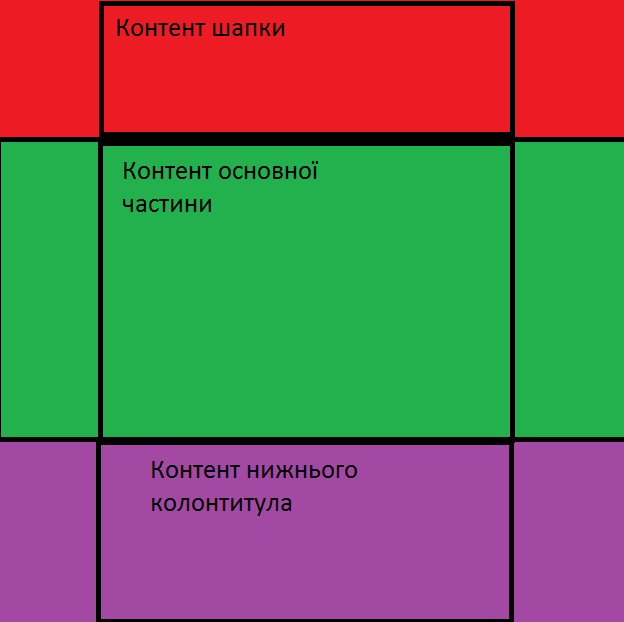 Контент шапки
Контент основної
частини
Контент нижнього
колонтитула